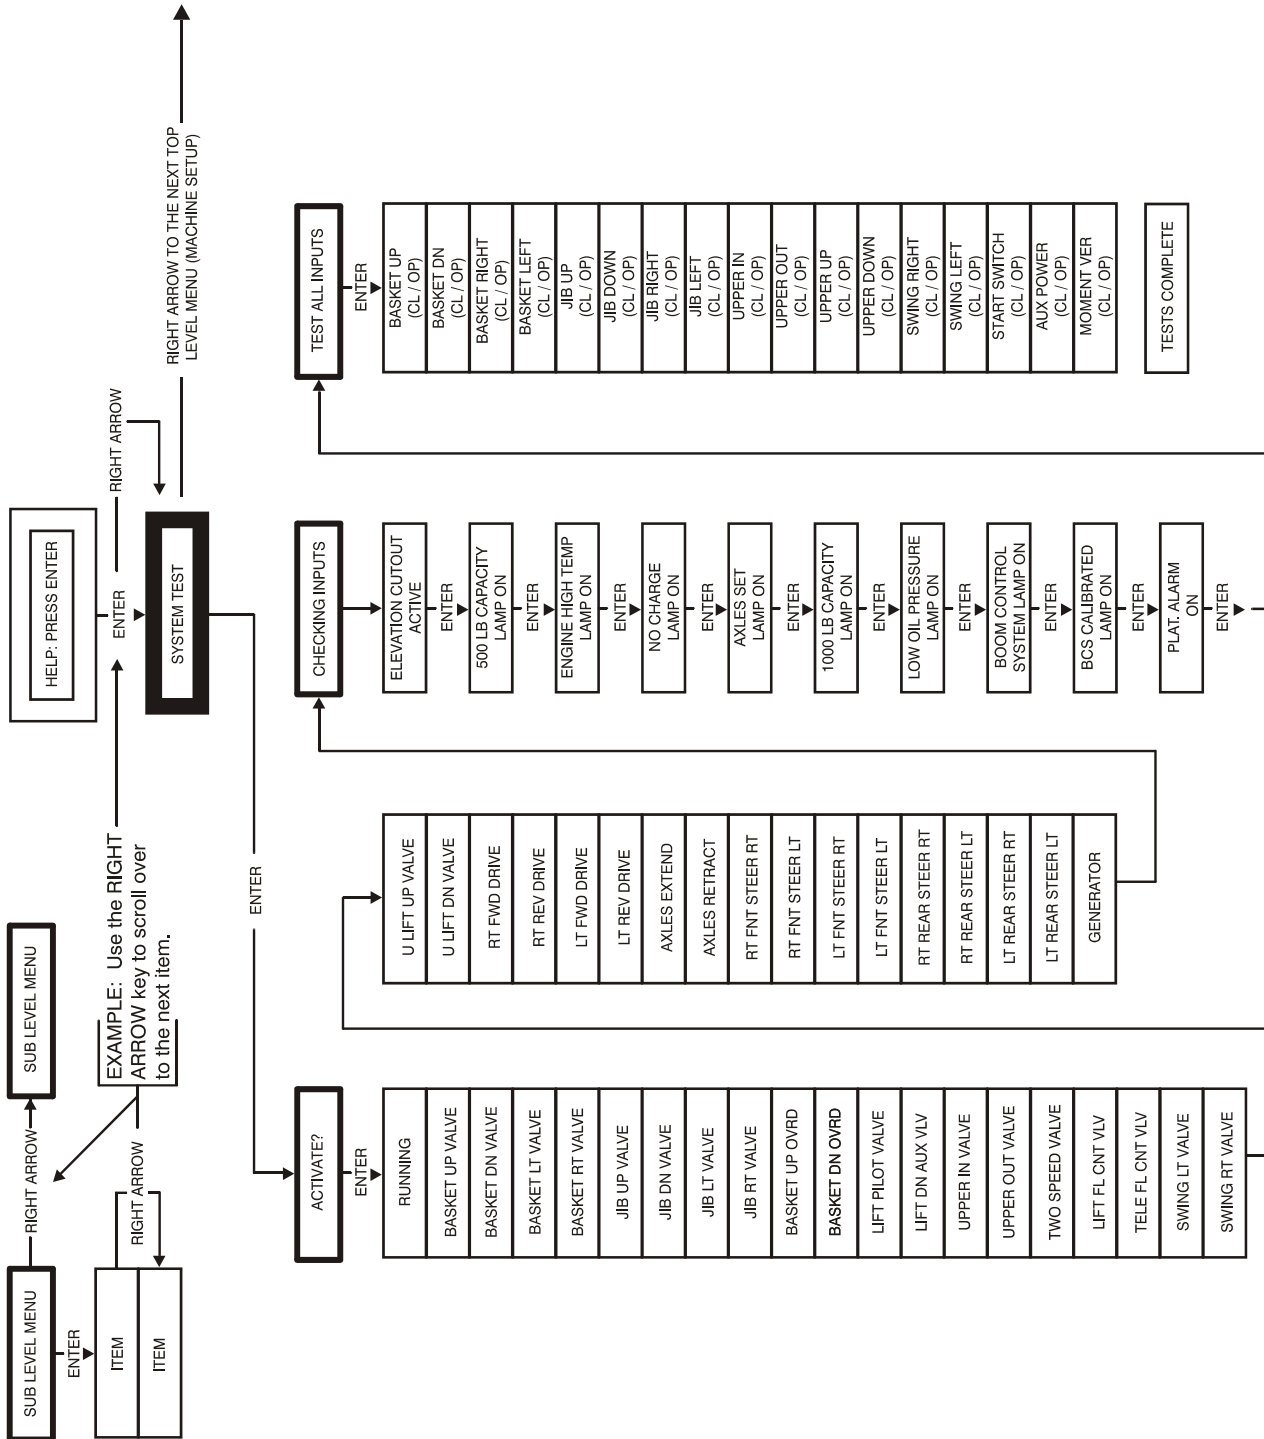 SUB LEVEL MENU
RIGHT ARROW
SUB LEVEL MENU
ENTER
ITEM
ITEM
RIGHT ARROW
EXAMPLE: Use the RIGHT
ARROW key to scroll over
to the next item.
HELP: PRESS ENTER
ENTER
RIGHT ARROW
SYSTEM TEST
RIGHT ARROW TO THE NEXT TOP
LEVEL MENU (MACHINE SETUP)
ENTER
ACTIVATE?
ENTER
RUNNING
BASKET UP VALVE
BASKET DN VALVE
BASKET LT VALVE
BASKET RT VALVE
JIB UP VALVE
JIB DN VALVE
JIB LT VALVE
JIB RT VALVE
BASKET UP OVRD
BASKET DN OVRD
LIFT PILOT VALVE
LIFT DN AUX VLV
UPPER IN VALVE
UPPER OUT VALVE
TWO SPEED VALVE
LIFT FL CNT VLV
TELE FL CNT VLV
SWING LT VALVE
SWING RT VALVE
U LIFT UP VALVE
U LIFT DN VALVE
RT FWD DRIVE
RT REV DRIVE
LT FWD DRIVE
LT REV DRIVE
AXLES EXTEND
AXLES RETRACT
RT FNT STEER RT
RT FNT STEER LT
LT FNT STEER RT
LT FNT STEER LT
RT REAR STEER RT
RT REAR STEER LT
LT REAR STEER RT
LT REAR STEER LT
GENERATOR
CHECKING INPUTS
ELEVATION CUTOUT
ACTIVE
ENTER
500 LB CAPACITY
LAMP ON
ENTER
ENGINE HIGH TEMP
LAMP ON
ENTER
NO CHARGE
LAMP ON
ENTER
AXLES SET
LAMP ON
ENTER
1000 LB CAPACITY
LAMP ON
ENTER
LOW OIL PRESSURE
LAMP ON
ENTER
BOOM CONTROL
SYSTEM LAMP ON
ENTER
BCS CALIBRATED
LAMP ON
ENTER
PLAT. ALARM
ON
ENTER
TEST ALL INPUTS
ENTER
BASKET UP
(CL / OP)
BASKET DN
(CL / OP)
BASKET RIGHT
(CL / OP)
BASKET LEFT
(CL / OP)
JIB UP
(CL / OP)
JIB DOWN
(CL / OP)
JIB RIGHT
(CL / OP)
JIB LEFT
(CL / OP)
UPPER IN
(CL / OP)
UPPER OUT
(CL / OP)
UPPER UP
(CL / OP)
UPPER DOWN
(CL / OP)
SWING RIGHT
(CL / OP)
SWING LEFT
(CL / OP)
START SWITCH
(CL / OP)
AUX POWER
(CL / OP)
MOMENT VER
(CL / OP)
TESTS COMPLETE